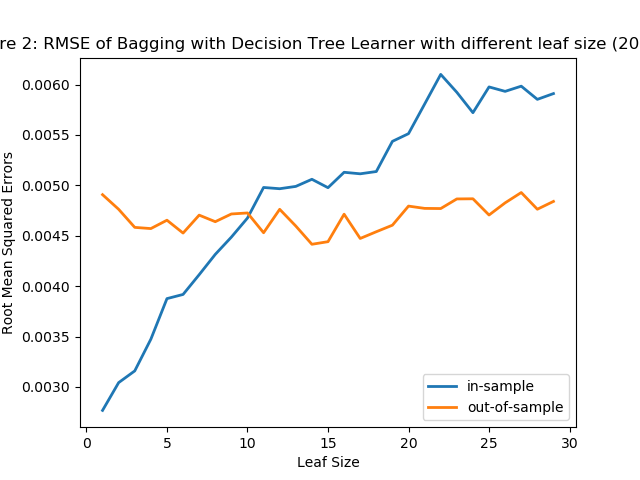 re 2: RMSE of Bagging with Decision Tree Learner with different leaf size (20
Root Mean Squared Errors
0.0060
0.0055
0.0050
0.0045
0.0040
0.0035
0.0030
in-sample
out-of-sample
0 5 10 15 20 25 30
Leaf Size